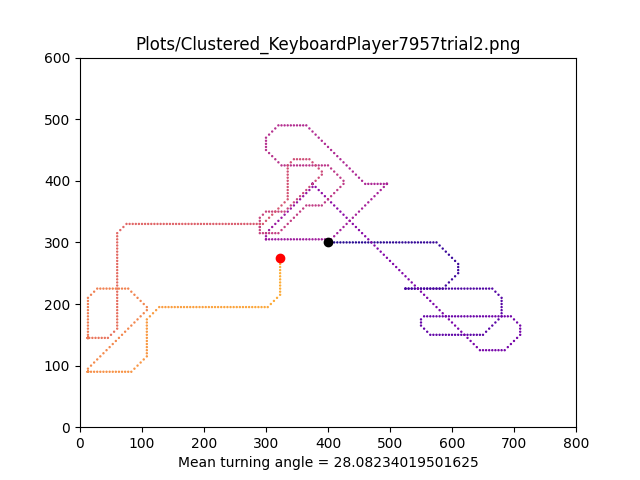 Plots/Clustered_KeyboardPlayer7957trial2.png
600
500
400
300
200
100
0
0 100 200 300 400 500 600 700 800
Mean turning angle = 28.08234019501625